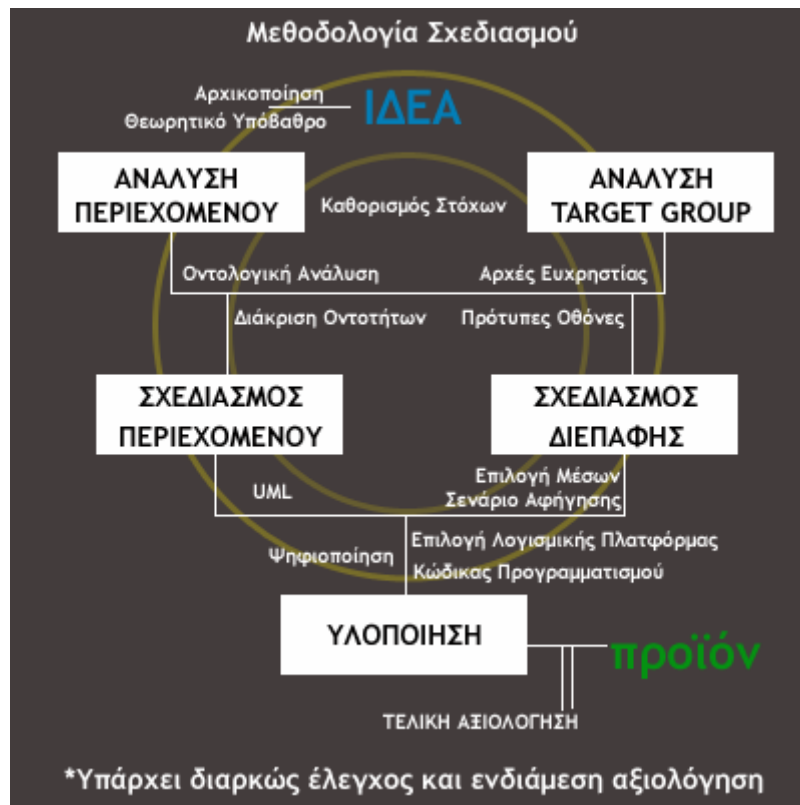 Μεθοδολογία Σχεδιασμού
Αρχικοποίηση
Θεωρητικό Υπόβαθρο
ΙΔΕΑ
ΑΝΑΛΥΣΗ
ΠΕΡΙΕΧΟΜΕΝΟΥ
Καθορισμός Στόχων
ΑΝΑΛΥΣΗ
TARGET GROUP
Οντολογική Ανάλυση
Αρχές Ευχρηστίας
Διάκριση Οντοτήτων
Πρότυπες Οθόνες
ΣΧΕΔΙΑΣΜΟΣ
ΠΕΡΙΕΧΟΜΕΝΟΥ
ΣΧΕΔΙΑΣΜΟΣ
ΔΙΕΠΑΦΗΣ
UML
Επιλογή Μέσων
Σενάριο Αφήγησης
Ψηφιοποίηση
Επιλογή Λογισμικής Πλατφόρμας
Κώδικας Προγραμματισμού
ΥΛΟΠΟΙΗΣΗ
προϊόν
ΤΕΛΙΚΗ ΑΞΙΟΛΟΓΗΣΗ
*Υπάρχει διαρκώς έλεγχος και ενδιάμεση αξιολόγηση